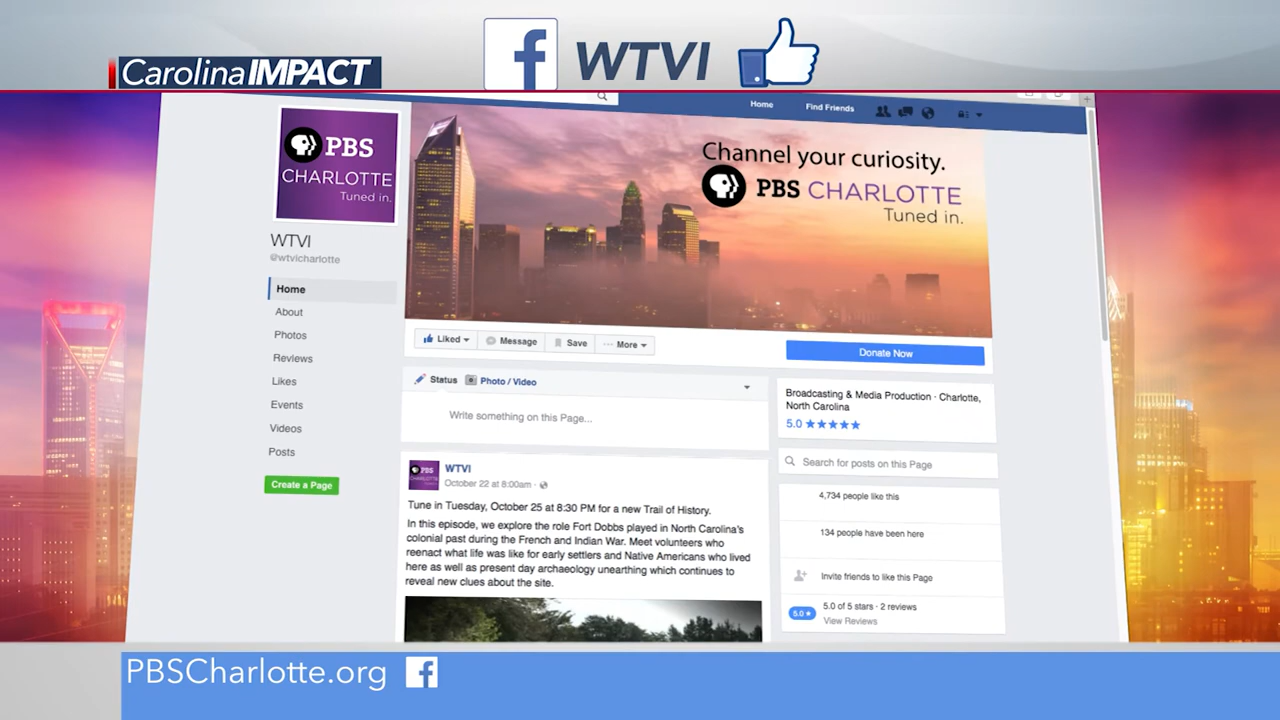 f WTVI
Carolina IMPACT
Home Find Friends
PBS
CHARLOTTE
Tuned in.
Channel your curiosity.
PBS CHARLOTTE
Tuned in.
WTVI
@wtvicharlotte
Home
About
Photos
Reviews
Likes
Events
Videos
Posts
Create a Page
Liked Message Save ··· More
Donate Now
Status Photo / Video
Write something on this Page...
PBS
CHARLOTTE
WTVI
October 22 at 8:00am ·
Tune in Tuesday, October 25 at 8:30 PM for a new Trail of History.
In this episode, we explore the role Fort Dobbs played in North Carolina's
colonial past during the French and Indian War. Meet volunteers who
reenact what life was like for early settlers and Native Americans who lived
here as well as present day archaeology unearthing which continues to
reveal new clues about the site.
Broadcasting & Media Production · Charlotte,
North Carolina
5.0 ★★★★★
Search for posts on this Page
4,734 people like this
134 people have been here
Invite friends to like this Page
5.0 ★
5.0 of 5 stars · 2 reviews
View Reviews
PBSCharlotte.org f